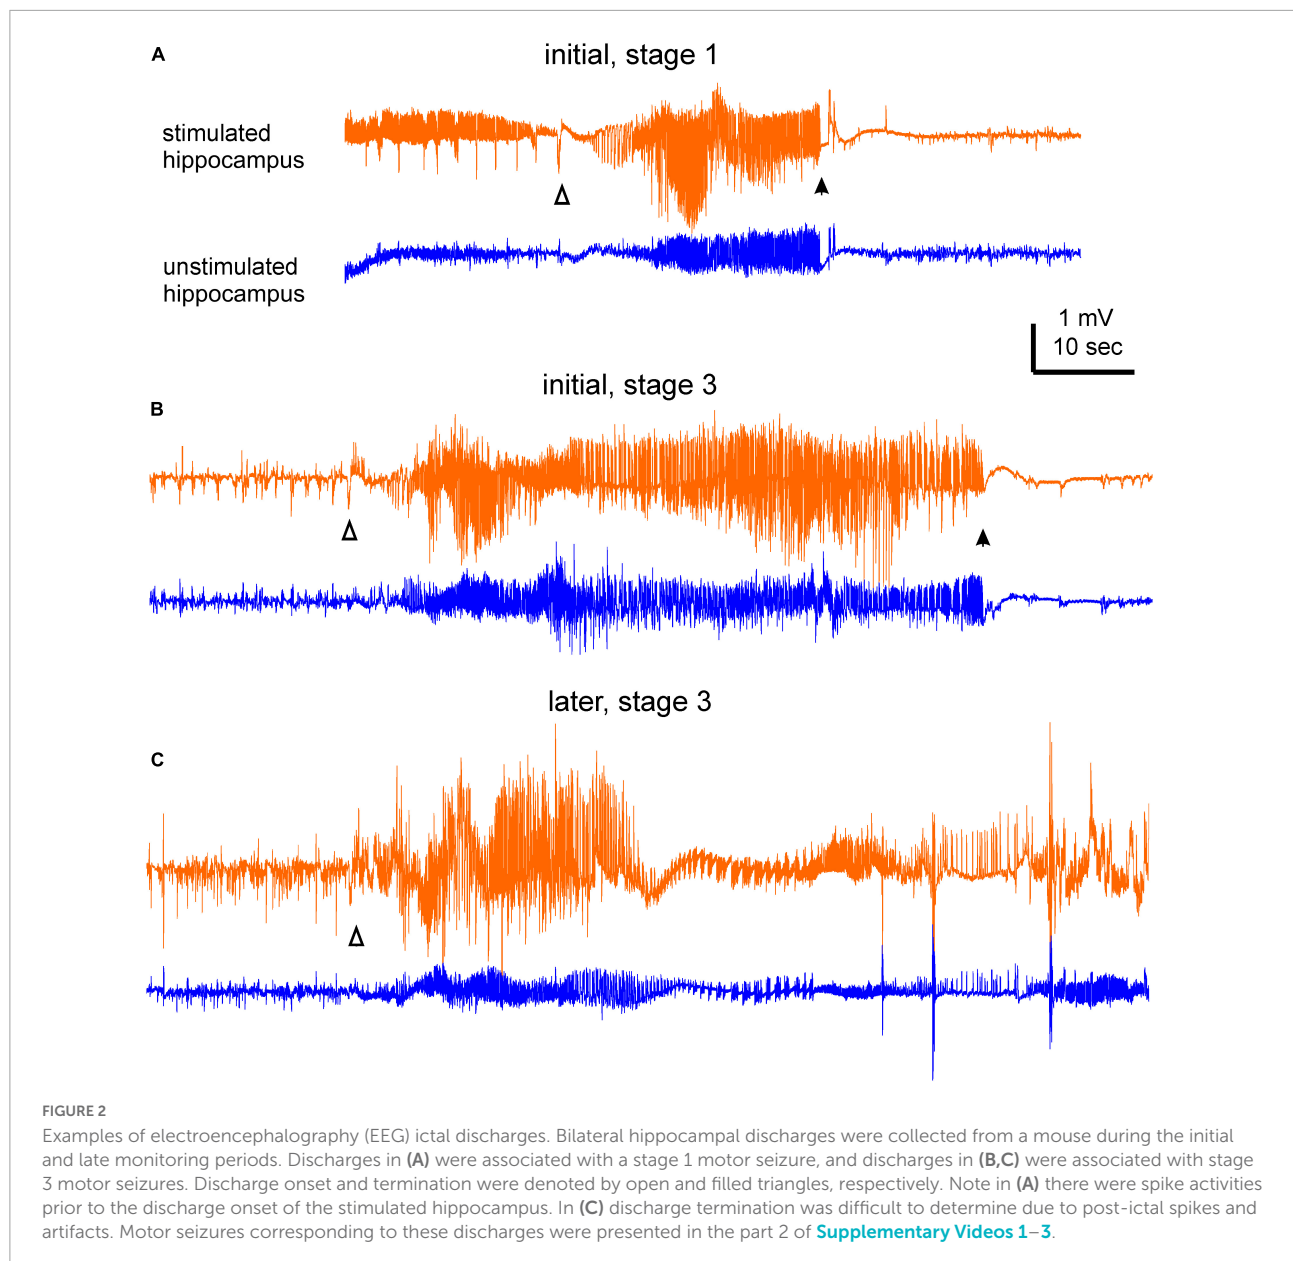 A
initial, stage 1
stimulated
hippocampus
unstimulated
hippocampus
1 mV
10 sec
initial, stage 3
B
later, stage 3
C
FIGURE 2
Examples of electroencephalography (EEG) ictal discharges. Bilateral hippocampal discharges were collected from a mouse during the initial
and late monitoring periods. Discharges in (A) were associated with a stage 1 motor seizure, and discharges in (B,C) were associated with stage
3 motor seizures. Discharge onset and termination were denoted by open and filled triangles, respectively. Note in (A) there were spike activities
prior to the discharge onset of the stimulated hippocampus. In (C) discharge termination was difficult to determine due to post-ictal spikes and
artifacts. Motor seizures corresponding to these discharges were presented in the part 2 of Supplementary Videos 1–3.